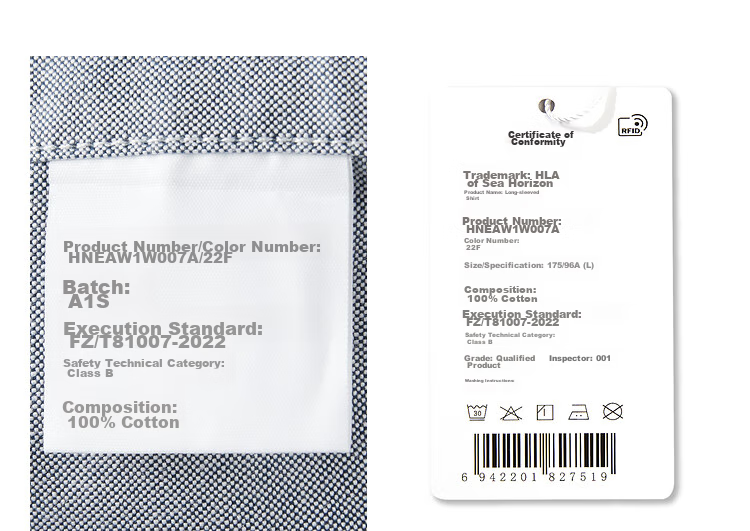 Product Number/Color Number:
HNEAW1W007A/22F
Batch:
A1S
Execution Standard:
FZ/T81007-2022
Safety Technical Category:
Class B
Composition:
100% Cotton
RFID
Certificate of
Conformity
Trademark: HLA
of Sea Horizon
Product Name: Long-sleeved
Shirt
Product Number:
HNEAW1W007A
Color Number:
22F
Size/Specification: 175/96A (L)
Composition:
100% Cotton
Execution Standard:
FZ/T81007-2022
Safety Technical Category:
Class B
Grade: Qualified Inspector: 001
Product
Washing Instructions
30
6 942201 827519